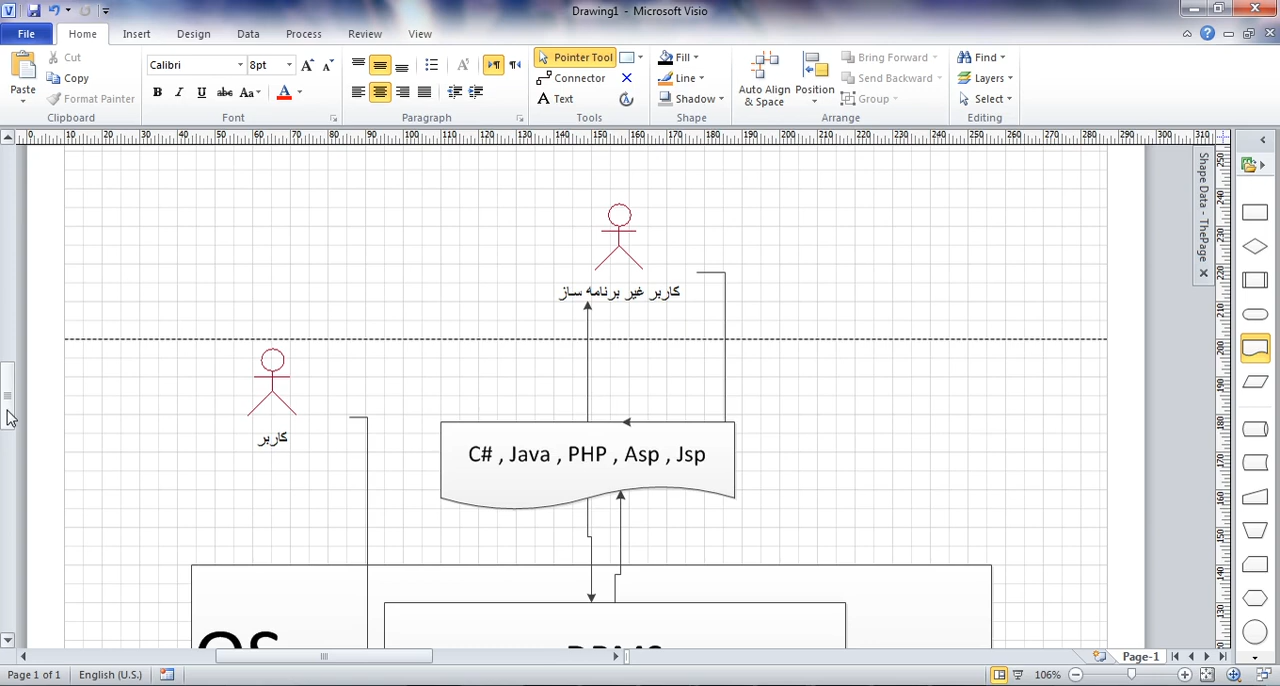 Drawing1 - Microsoft Visio
File Home Insert Design Data Process Review View
Cut
Copy
Format Painter
Paste
Clipboard
Calibri 8pt
Font
Paragraph
Pointer Tool
Connector
Text
Tools
Fill
Line
Shadow
Shape
Auto Align & Space
Position
Bring Forward
Send Backward
Group
Arrange
Find
Layers
Select
Editing
Shape Data - ThePage
کاربر غیر برنامه ساز
کاربر
C# , Java , PHP , Asp , Jsp
OS
DBMS
Page-1
Page 1 of 1 English (U.S.) 106%